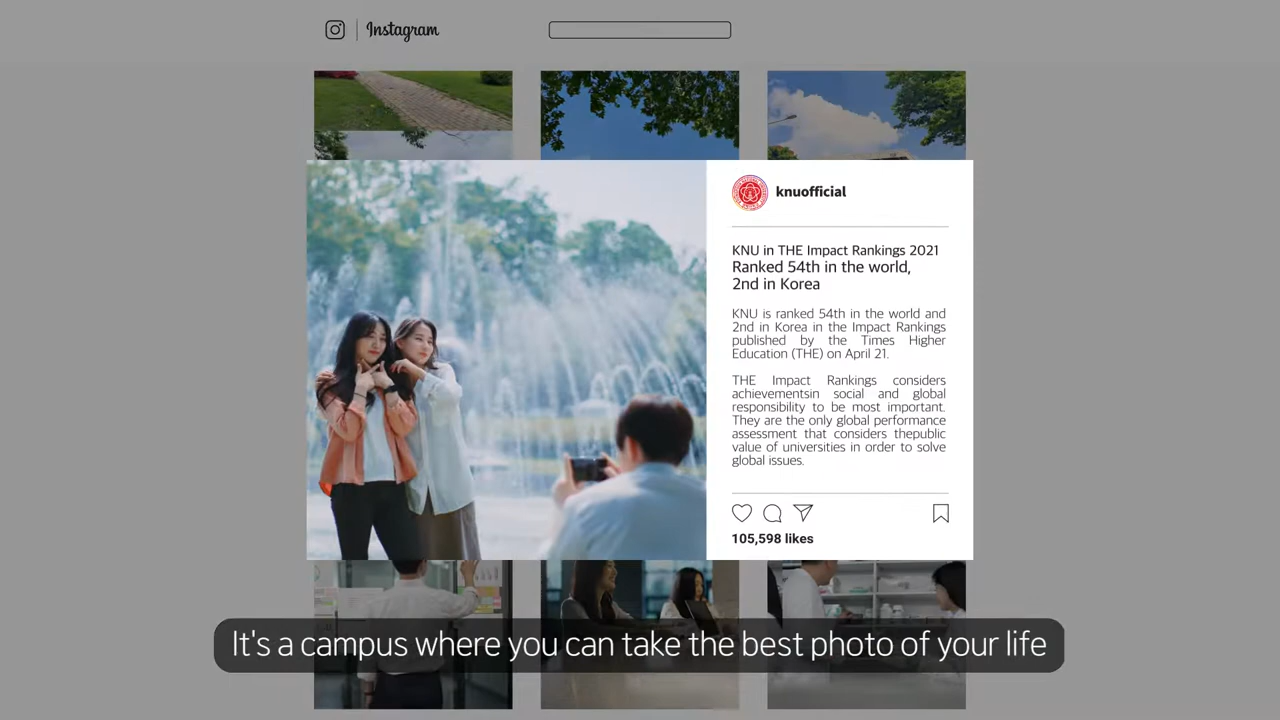 Instagram
knuofficial
KNU in THE Impact Rankings 2021
Ranked 54th in the world,
2nd in Korea
KNU is ranked 54th in the world and
2nd in Korea in the Impact Rankings
published by the Times Higher
Education (THE) on April 21.
THE Impact Rankings considers
achievementsin social and global
responsibility to be most important.
They are the only global performance
assessment that considers thepublic
value of universities in order to solve
global issues.
105,598 likes
It's a campus where you can take the best photo of your life